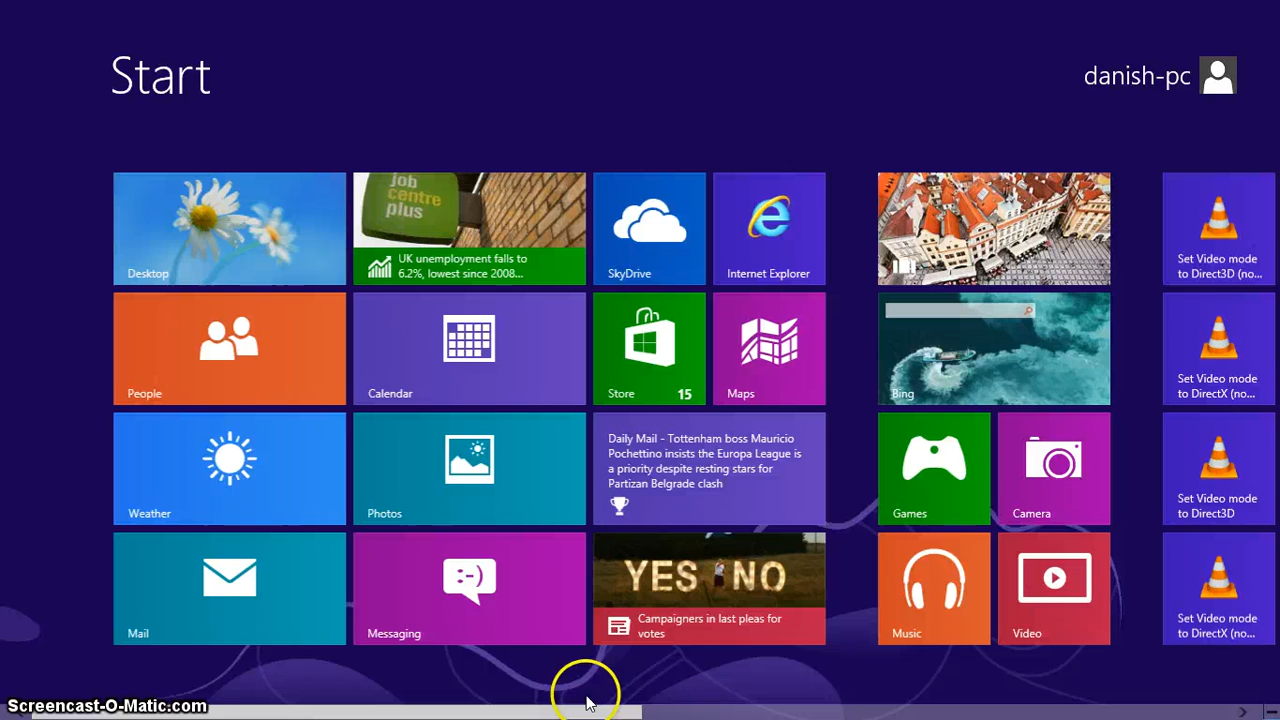 Start
danish-pc
job
centre
plus
Desktop
UK unemployment falls to
6.2%, lowest since 2008...
SkyDrive
Internet Explorer
Set Video mode
to Direct3D (no...
People
Calendar
Store 15
Maps
Bing
Set Video mode
to DirectX (no...
Weather
Photos
Daily Mail - Tottenham boss Mauricio
Pochettino insists the Europa League is
a priority despite resting stars for
Partizan Belgrade clash
Games
Camera
Set Video mode
to Direct3D
Mail
:-)
Messaging
YES NO
Campaigners in last pleas for
votes
Music
Video
Set Video mode
to DirectX (no...
Screencast-O-Matic.com